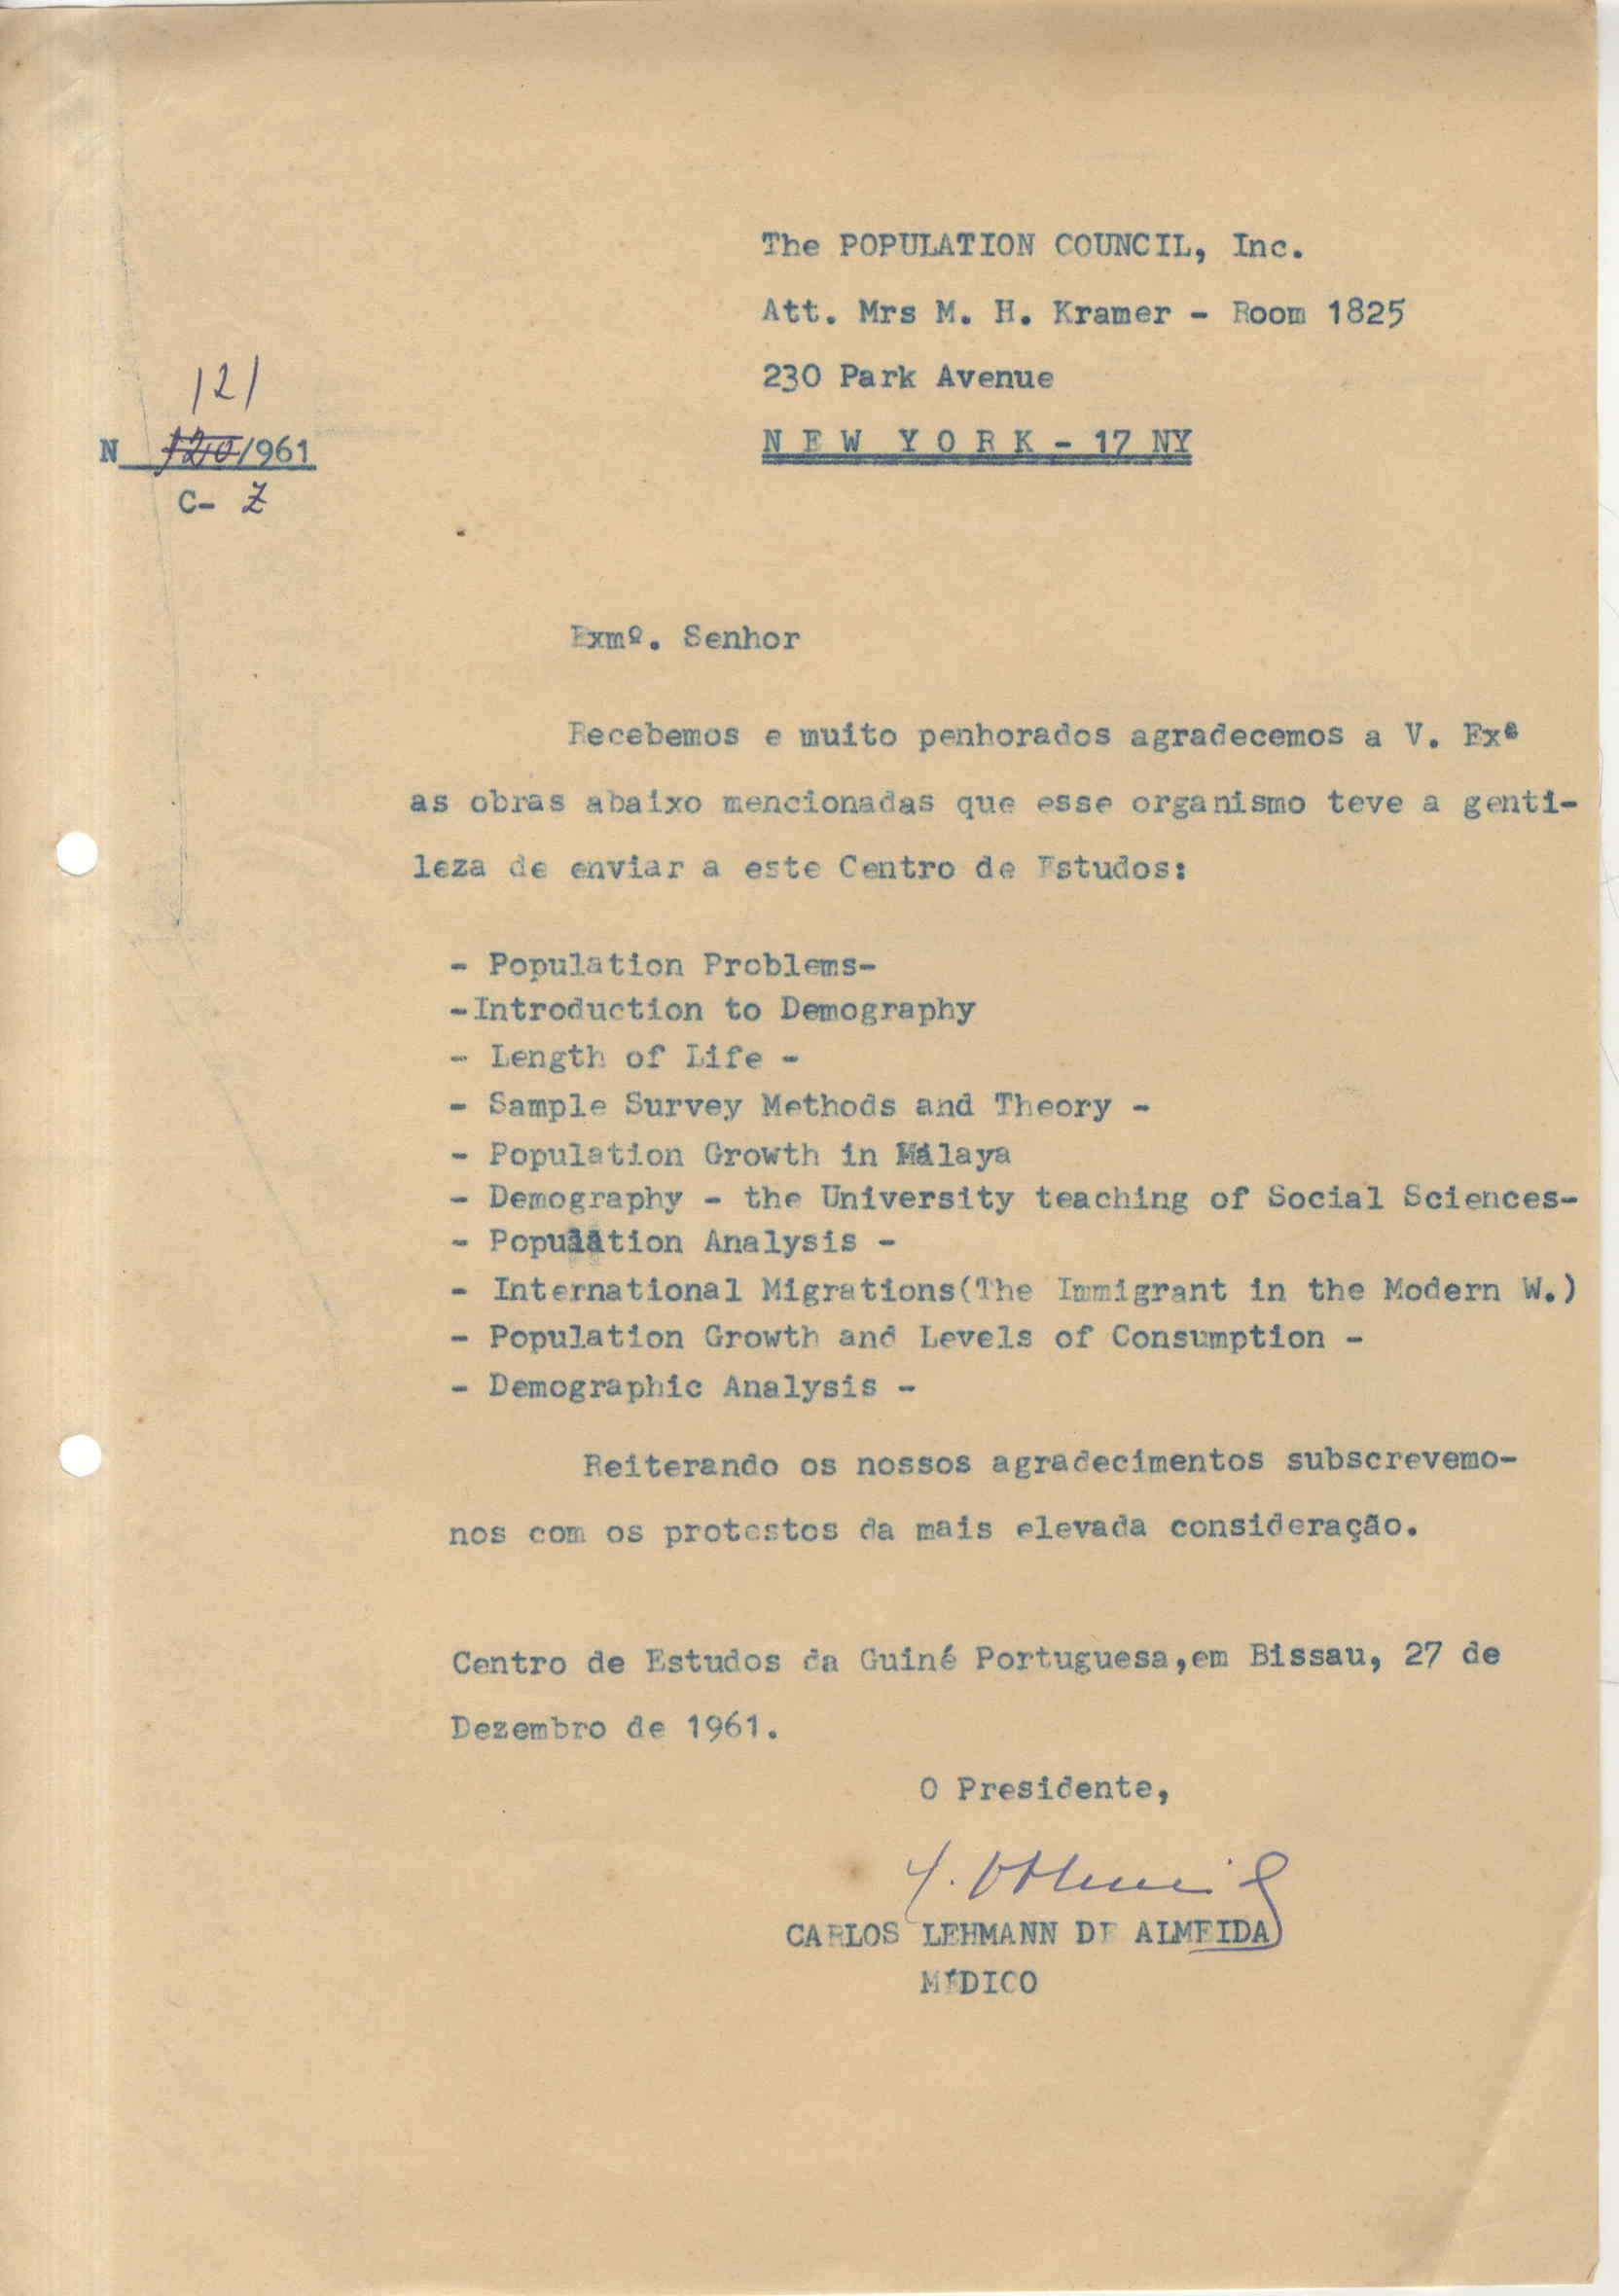 The POPULATION COUNCIL, Inc.
Att. Mrs M. H. Kramer - Room 1825
230 Park Avenue
N E W  Y O R K - 17 NY
121
N 120/961
C- Z
Exmº. Senhor
Recebemos e muito penhorados agradecemos a V. Exª
as obras abaixo mencionadas que esse organismo teve a genti-
leza de enviar a este Centro de Estudos:
- Population Problems-
-Introduction to Demography
- Length of Life -
- Sample Survey Methods and Theory -
- Population Growth in Malaya
- Demography - the University teaching of Social Sciences-
- Population Analysis -
- International Migrations(The Immigrant in the Modern W.)
- Population Growth and Levels of Consumption -
- Demographic Analysis -
Reiterando os nossos agradecimentos subscrevemo-
nos com os protestos da mais elevada consideração.
Centro de Estudos da Guiné Portuguesa,em Bissau, 27 de
Dezembro de 1961.
O Presidente,
CARLOS LEHMANN DE ALMEIDA
MÉDICO